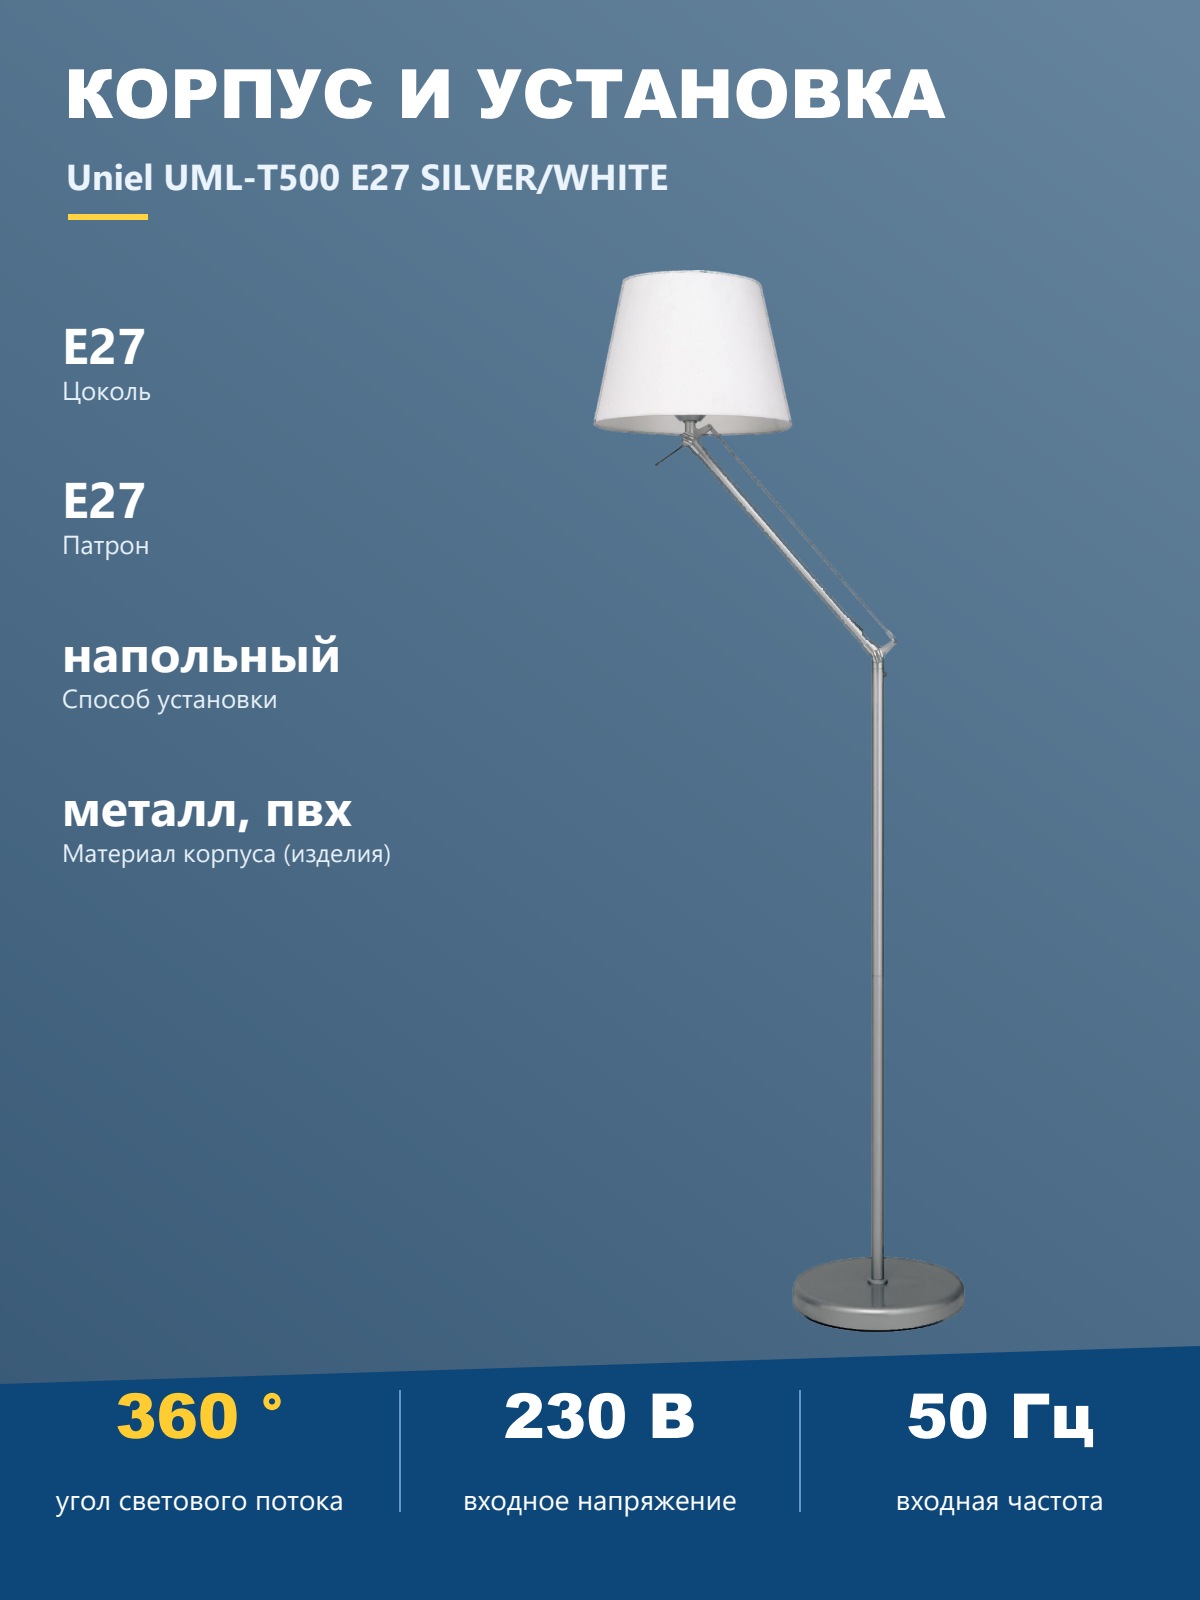 КОРПУС И УСТАНОВКА
Uniel UML-T500 E27 SILVER/WHITE
E27
Цоколь
E27
Патрон
напольный
Способ установки
металл, пвх
Материал корпуса (изделия)
360 °
угол светового потока
230 В
входное напряжение
50 Гц
входная частота